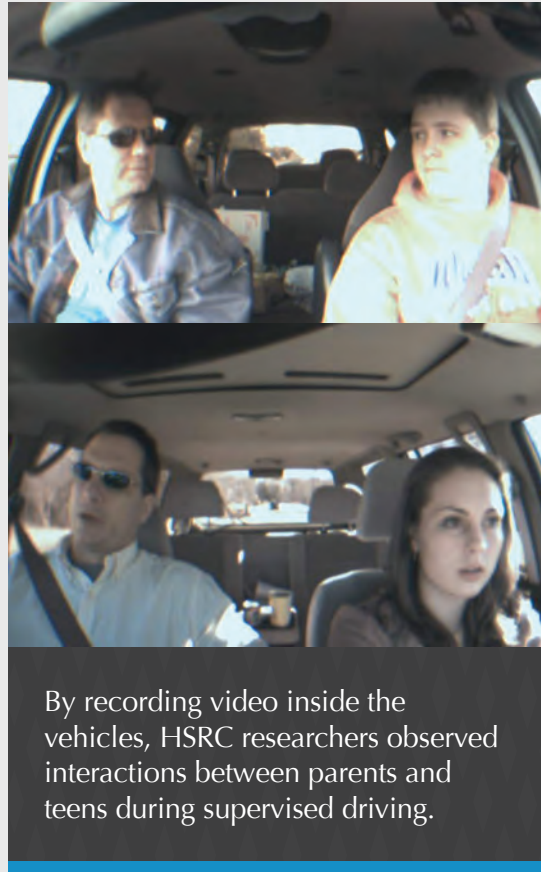 By recording video inside the
vehicles, HSRC researchers observed
interactions between parents and
teens during supervised driving.